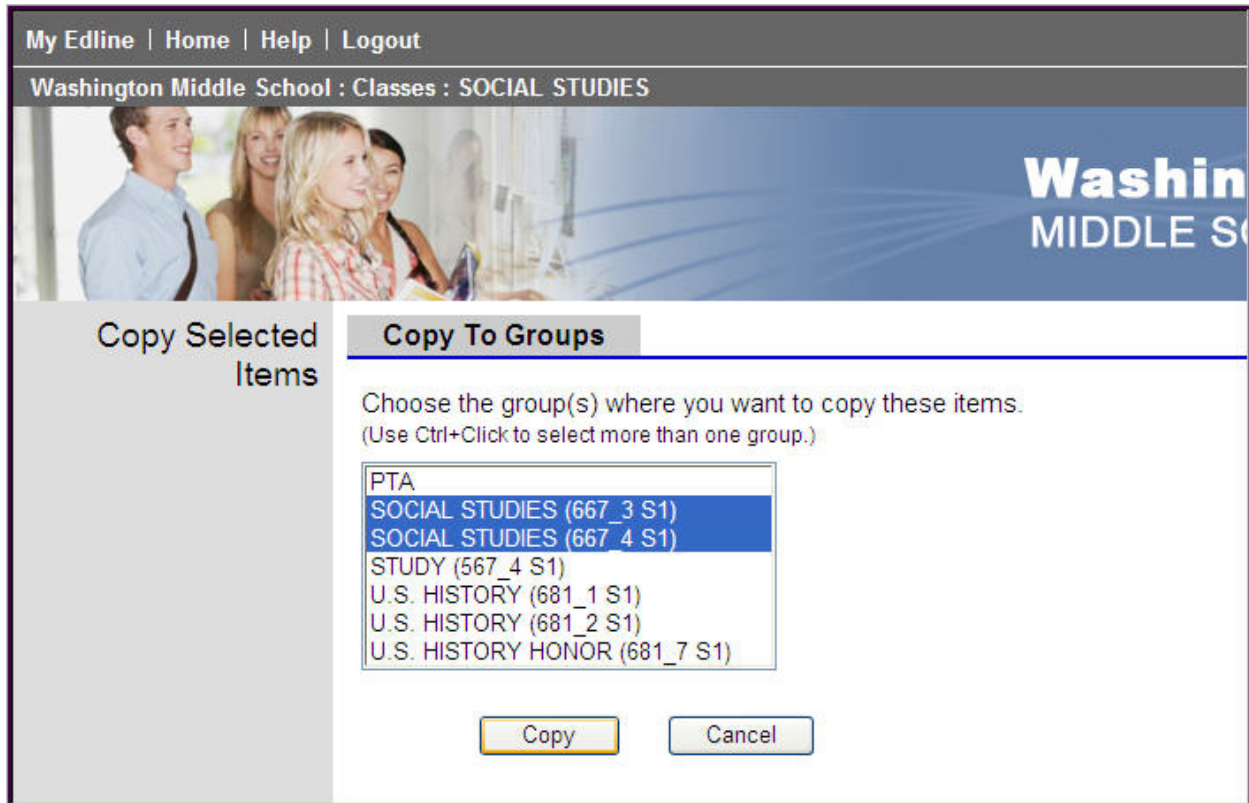 My Edline | Home | Help | Logout
Washington Middle School : Classes : SOCIAL STUDIES
Washin
MIDDLE S
Copy Selected
Items
Copy To Groups
Choose the group(s) where you want to copy these items.
(Use Ctrl+Click to select more than one group.)
PTA
SOCIAL STUDIES (667_3 S1)
SOCIAL STUDIES (667_4 S1)
STUDY (567_4 S1)
U.S. HISTORY (681_1 S1)
U.S. HISTORY (681_2 S1)
U.S. HISTORY HONOR (681_7 S1)
Copy
Cancel